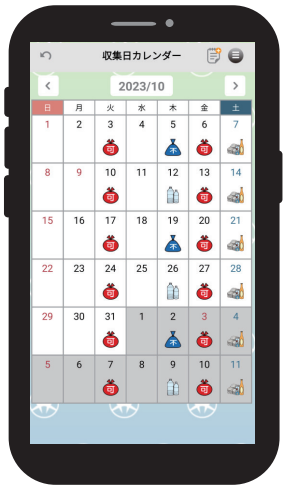 収集日カレンダー
2023/10
日 月 火 水 木 金 土
1 2 3 4 5 6 7
可 不 可
8 9 10 11 12 13 14
可 可
15 16 17 18 19 20 21
可 不 可
22 23 24 25 26 27 28
可 可
29 30 31 1 2 3 4
可 不 可
5 6 7 8 9 10 11
可 可